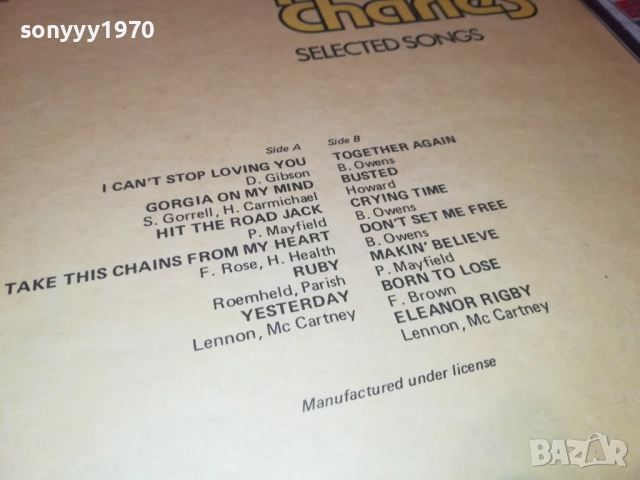 sonyyy1970
charles
SELECTED SONGS
Side A
I CAN'T STOP LOVING YOU
D. Gibson
GORGIA ON MY MIND
S. Gorrell, H. Carmichael
HIT THE ROAD JACK
P. Mayfield
TAKE THIS CHAINS FROM MY HEART
F. Rose, H. Health
RUBY
Roemheld, Parish
YESTERDAY
Lennon, Mc Cartney
Side B
TOGETHER AGAIN
B. Owens
BUSTED
Howard
CRYING TIME
B. Owens
DON'T SET ME FREE
B. Owens
MAKIN' BELIEVE
P. Mayfield
BORN TO LOSE
F. Brown
ELEANOR RIGBY
Lennon, Mc Cartney
Manufactured under license
BAZAR